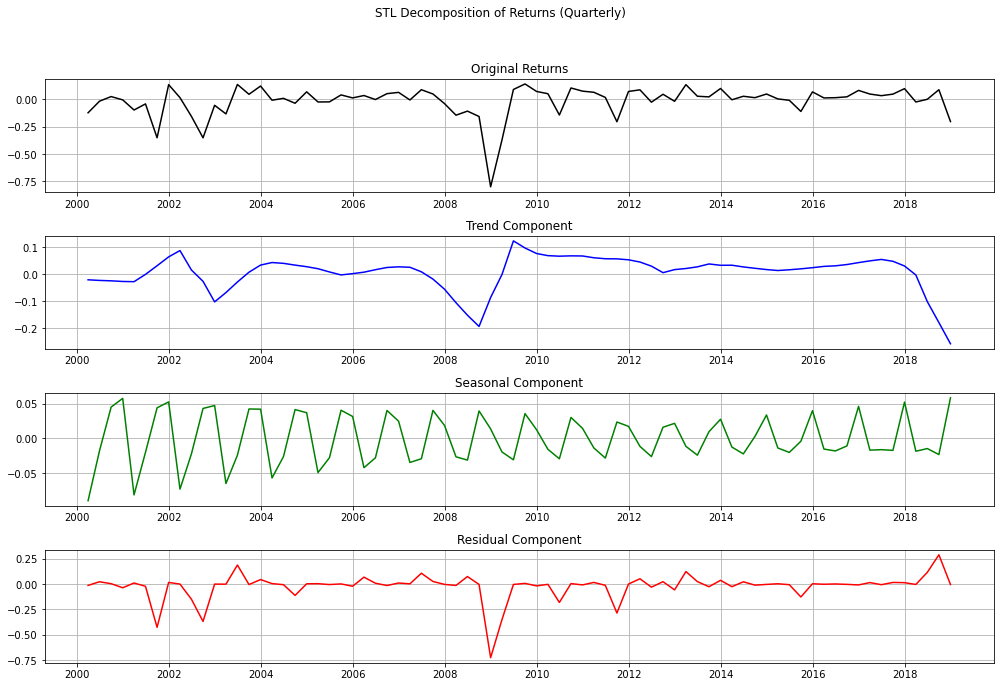 STL Decomposition of Returns (Quarterly)
Original Returns
0.00
−0.25
−0.50
−0.75
2000 2002 2004 2006 2008 2010 2012 2014 2016 2018
Trend Component
0.1
0.0
−0.1
−0.2
2000 2002 2004 2006 2008 2010 2012 2014 2016 2018
Seasonal Component
0.05
0.00
−0.05
2000 2002 2004 2006 2008 2010 2012 2014 2016 2018
Residual Component
0.25
0.00
−0.25
−0.50
−0.75
2000 2002 2004 2006 2008 2010 2012 2014 2016 2018